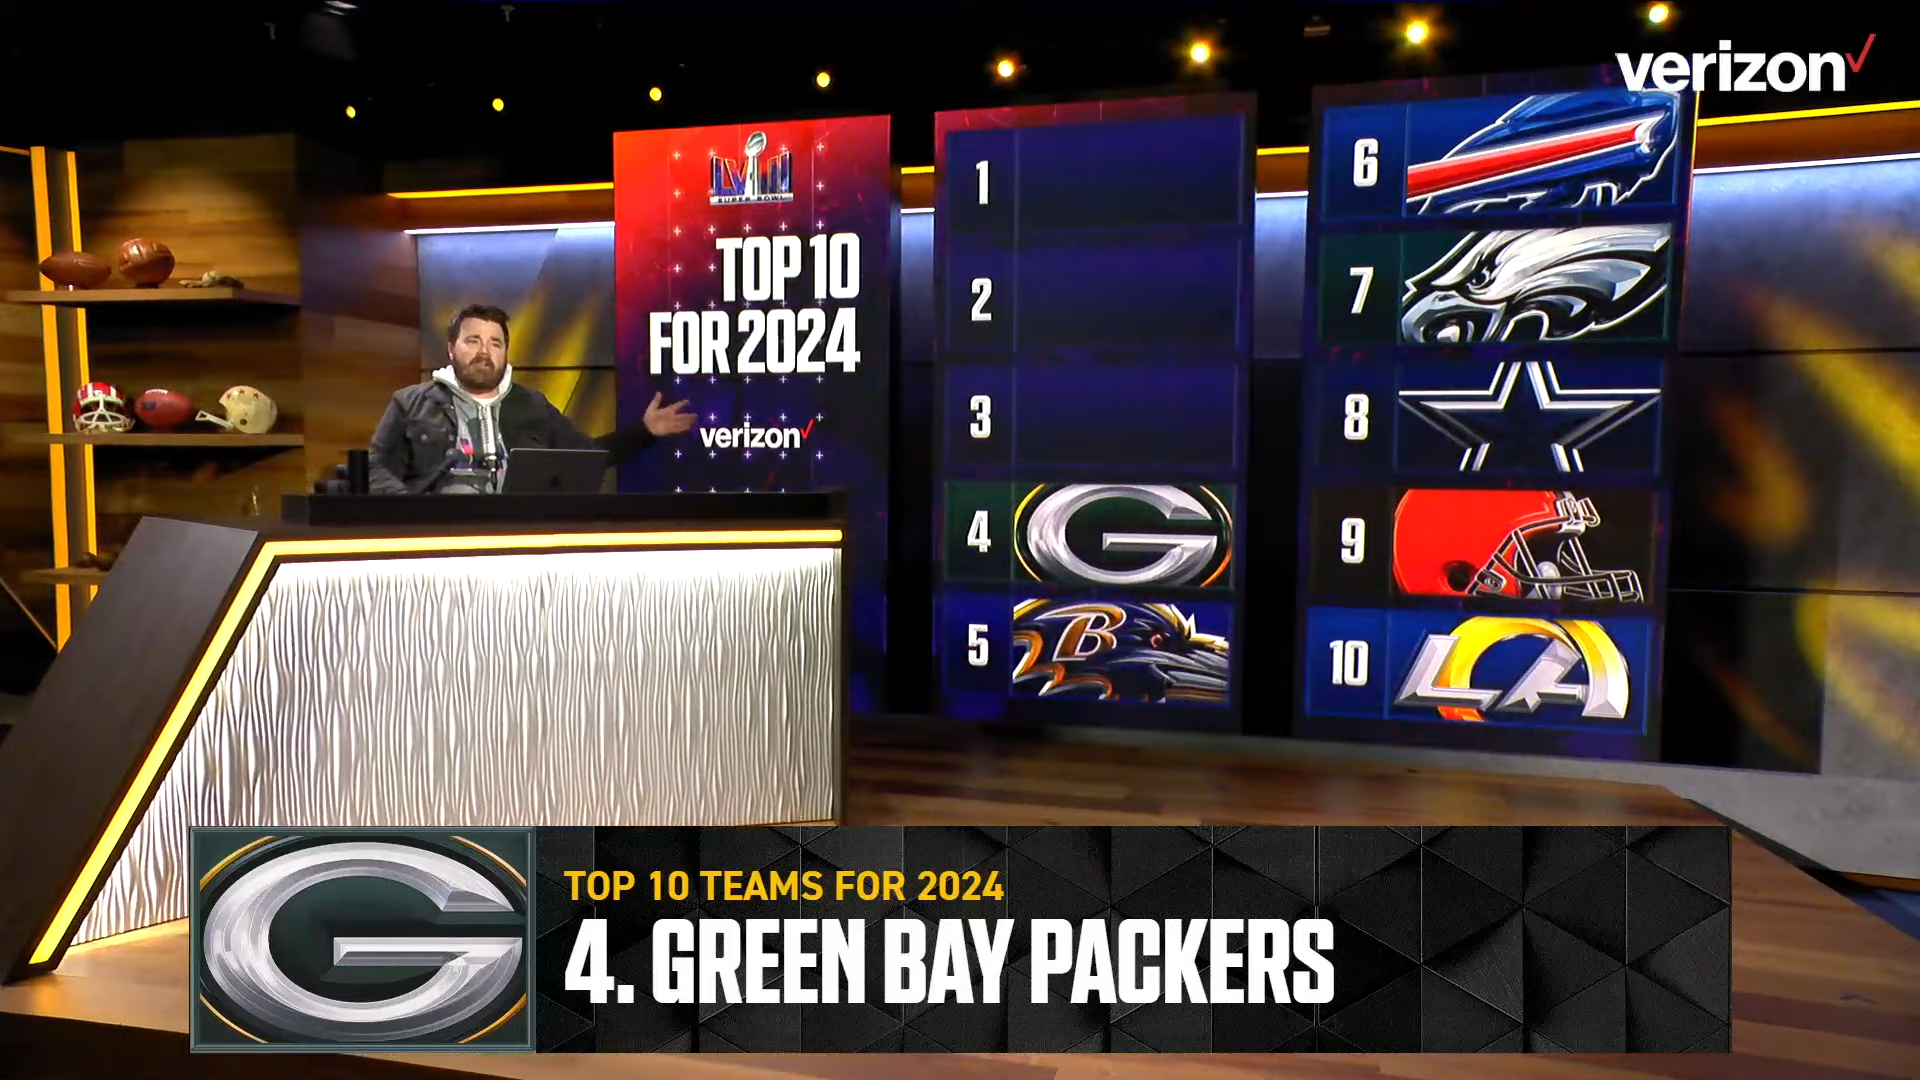 verizon
LVIII
SUPER BOWL
TOP 10
FOR 2024
verizon
1
2
3
4
G
5
B
6
7
8
9
10
LA
G
TOP 10 TEAMS FOR 2024
4. GREEN BAY PACKERS